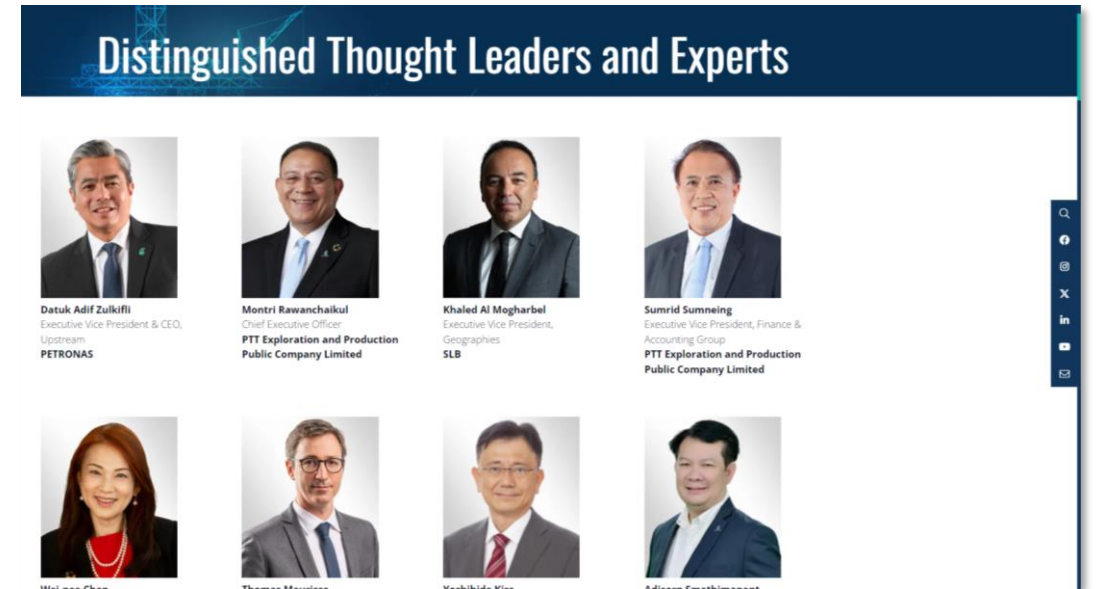 Distinguished Thought Leaders and Experts
Datuk Adif Zulkifli
Executive Vice President & CEO,
Upstream
PETRONAS
Montri Rawanchaikul
Chief Executive Officer
PTT Exploration and Production
Public Company Limited
Khaled Al Mogharbel
Executive Vice President,
Geographies
SLB
Sumrid Sumneing
Executive Vice President, Finance &
Accounting Group
PTT Exploration and Production
Public Company Limited